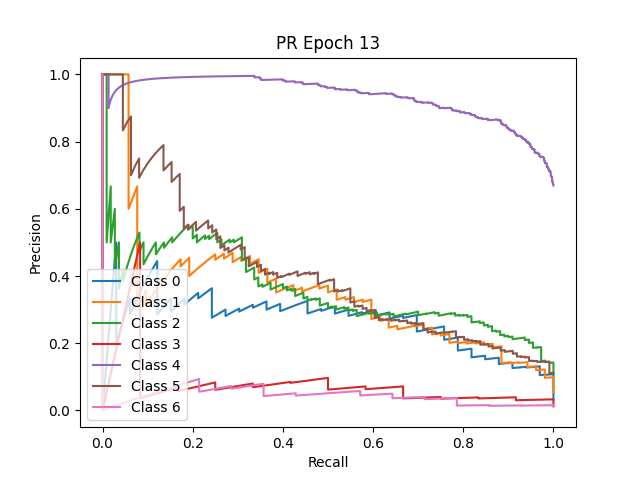 PR Epoch 13
Precision
1.0
0.8
0.6
0.4
0.2
0.0
Class 0
Class 1
Class 2
Class 3
Class 4
Class 5
Class 6
0.0 0.2 0.4 0.6 0.8 1.0
Recall